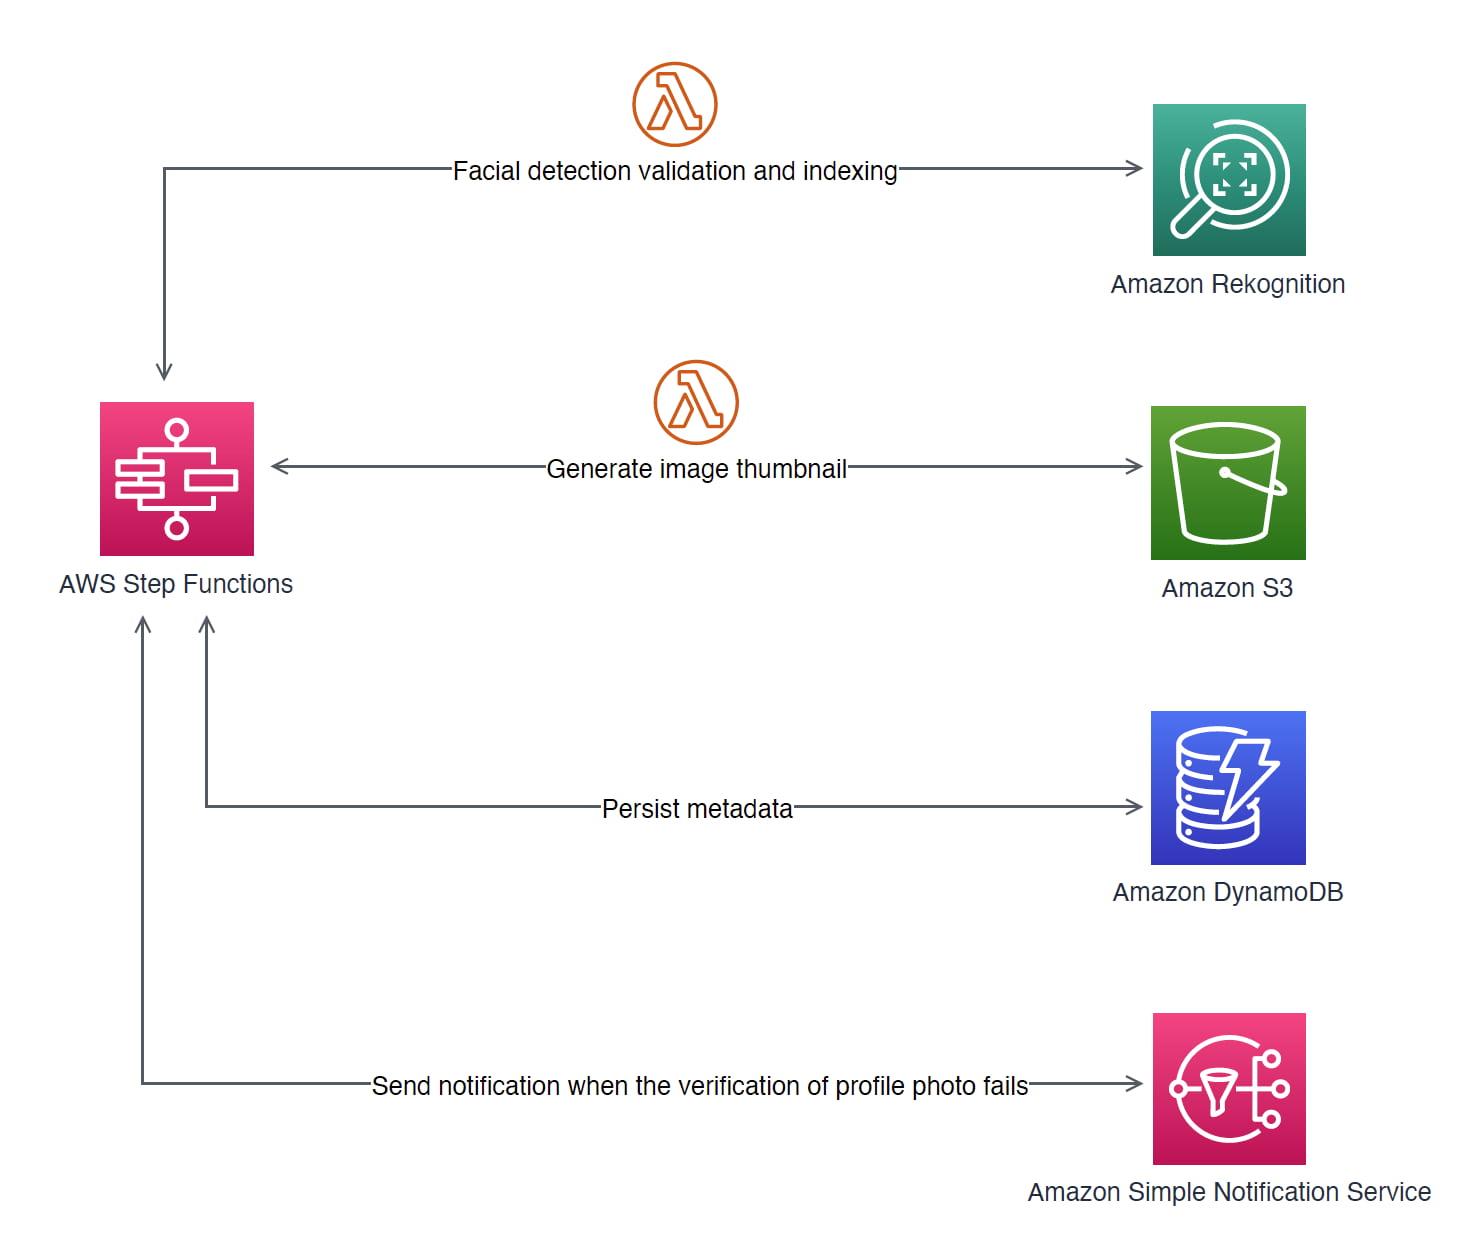 Facial detection validation and indexing
Amazon Rekognition
Generate image thumbnail
AWS Step Functions
Amazon S3
Persist metadata
Amazon DynamoDB
Send notification when the verification of profile photo fails
Amazon Simple Notification Service